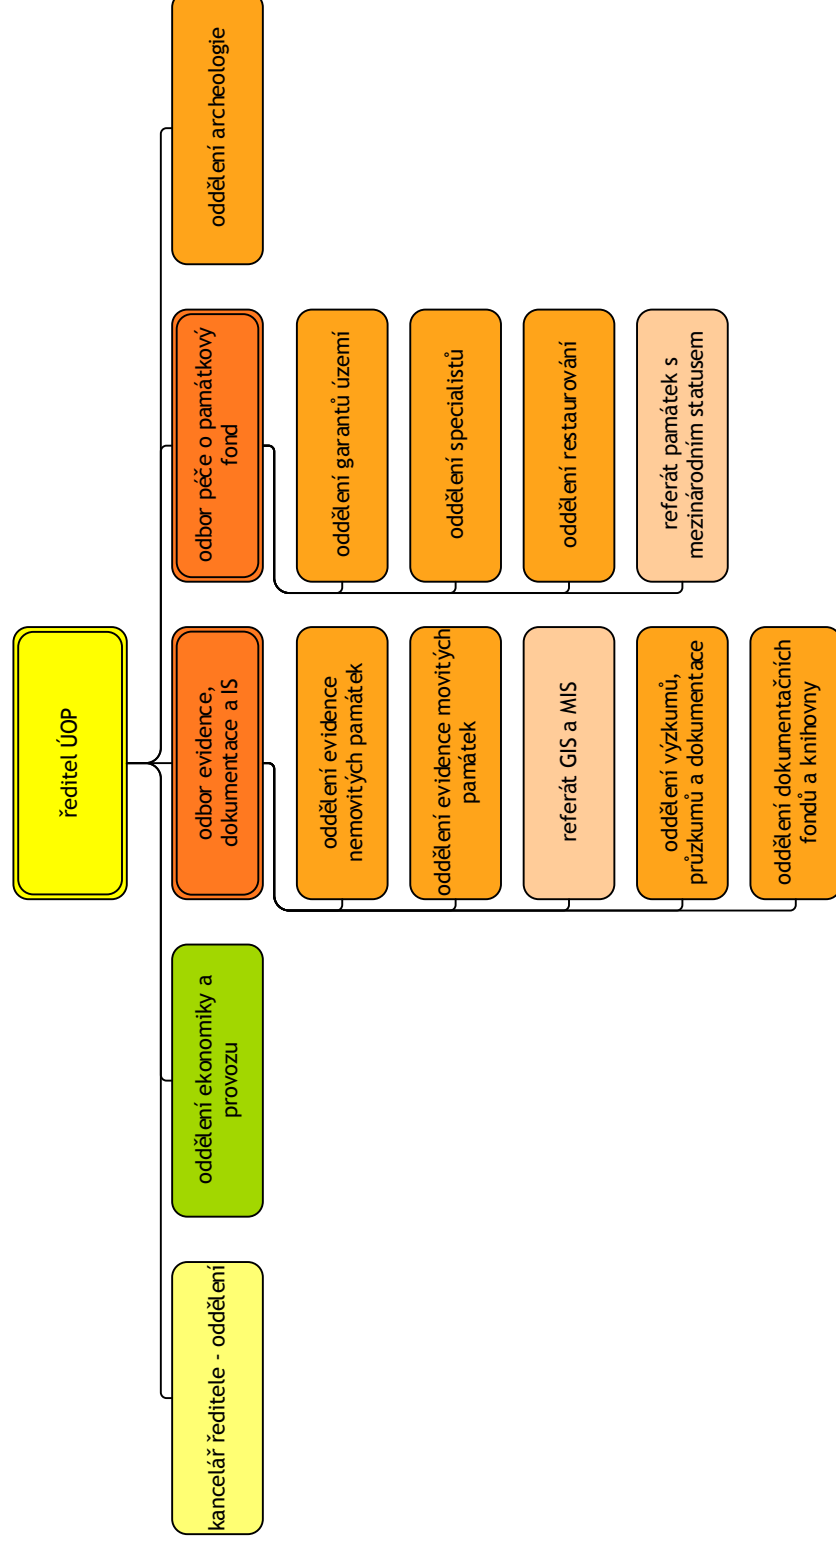 ředitel ÚOP
kancelář ředitele - oddělení
oddělení ekonomiky a
provozu
odbor evidence,
dokumentace a IS
odbor péče o památkový
fond
oddělení archeologie
oddělení evidence
nemovitých památek
oddělení evidence movitých
památek
referát GIS a MIS
oddělení výzkumů,
průzkumů a dokumentace
oddělení dokumentačních
fondů a knihovny
oddělení garantů území
oddělení specialistů
oddělení restaurování
referát památek s
mezinárodním statusem